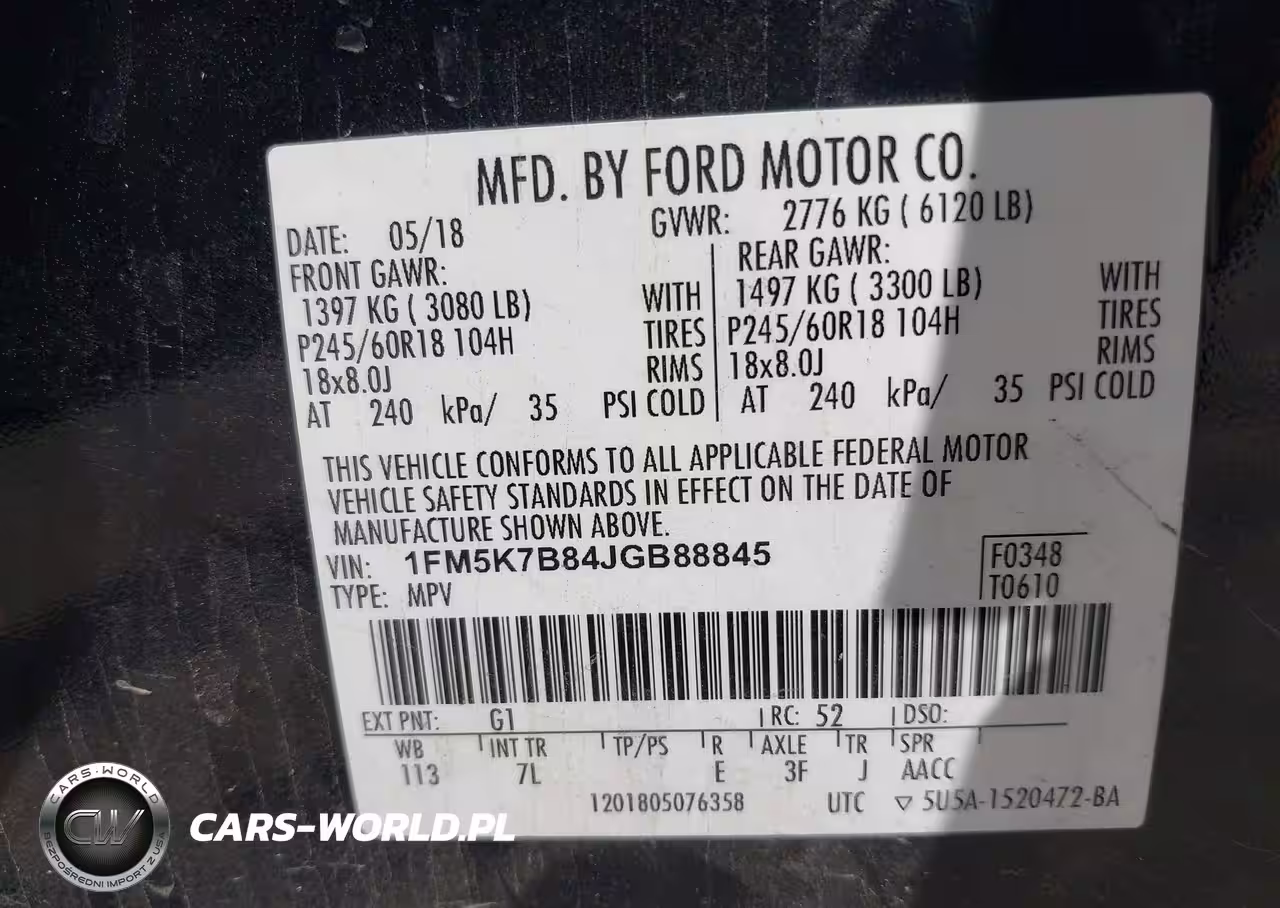 MFD. BY FORD MOTOR CO.
DATE: 05/18 GVWR: 2776 KG ( 6120 LB)
FRONT GAWR: REAR GAWR:
1397 KG ( 3080 LB) WITH 1497 KG ( 3300 LB) WITH
P245/60R18 104H TIRES P245/60R18 104H TIRES
18x8.0J RIMS 18x8.0J RIMS
AT 240 kPa/ 35 PSI COLD AT 240 kPa/ 35 PSI COLD
THIS VEHICLE CONFORMS TO ALL APPLICABLE FEDERAL MOTOR
VEHICLE SAFETY STANDARDS IN EFFECT ON THE DATE OF
MANUFACTURE SHOWN ABOVE.
VIN: 1FM5K7B84JGB88845 F0348
TYPE: MPV T0610
EXT PNT: G1 RC: 52 DSO:
WB INT TR TP/PS R AXLE TR SPR
113 7L E 3F J AACC
1201805076358 UTC ▽ 5U5A-1520472-BA
CARS-WORLD
CW
BEZPOŚREDNI IMPORT Z USA
CARS-WORLD.PL